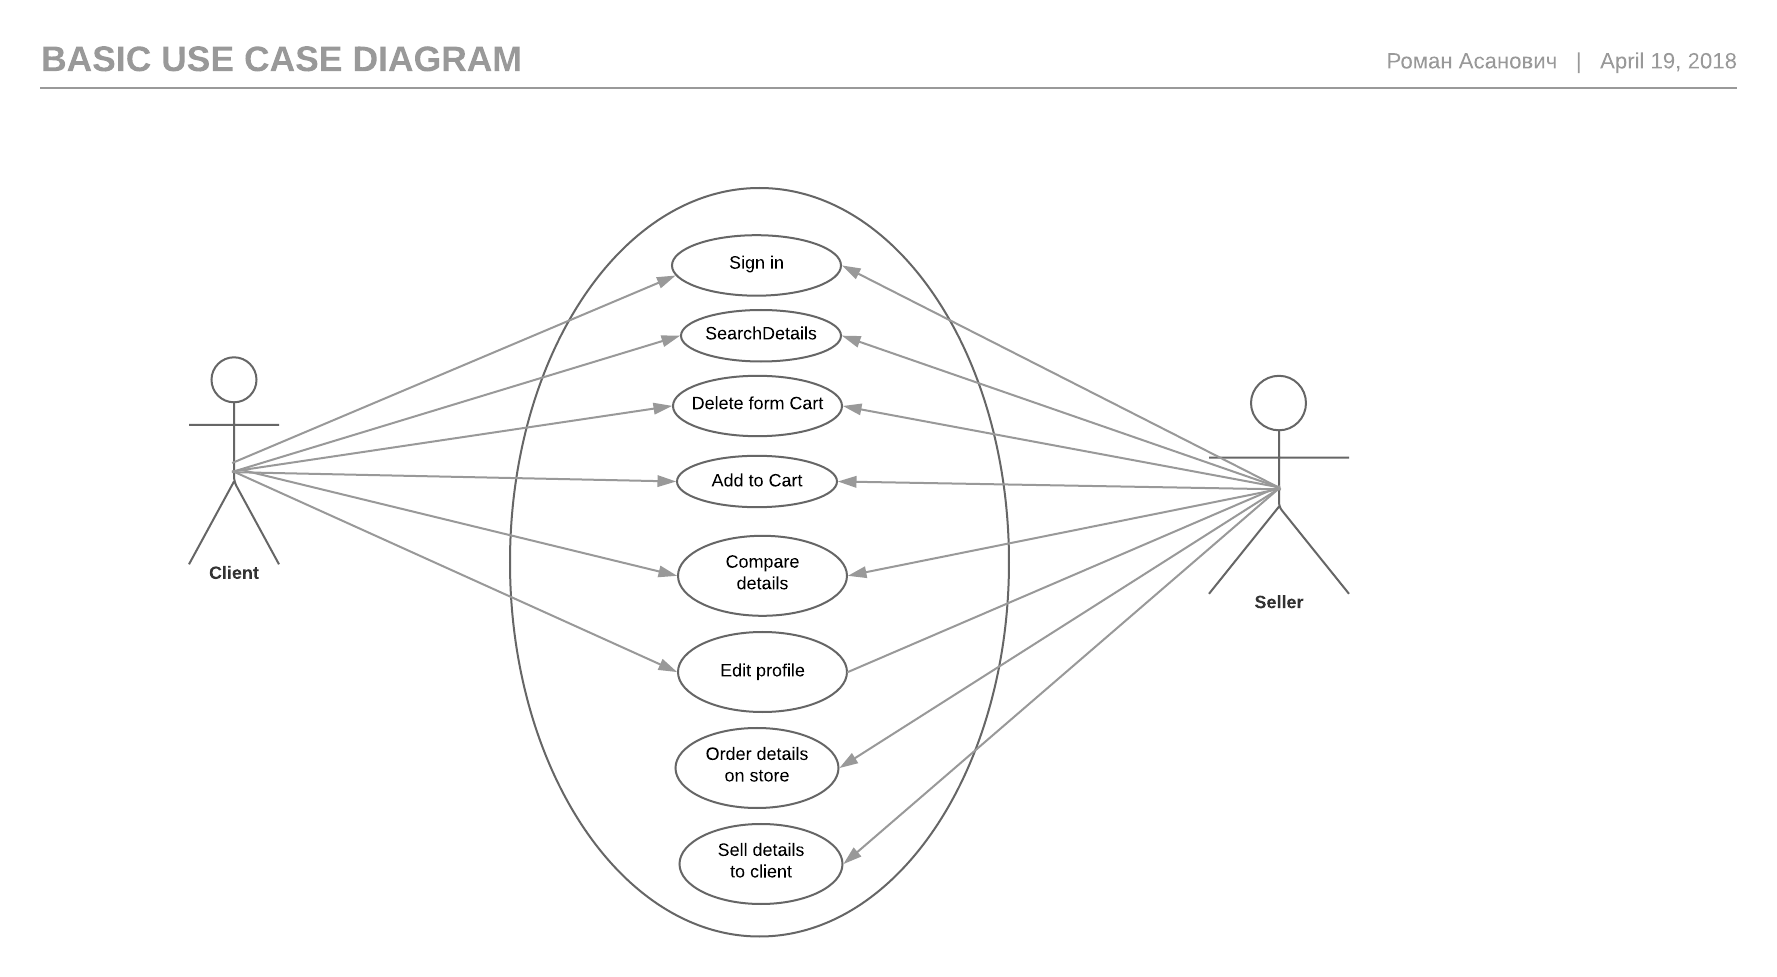 BASIC USE CASE DIAGRAM
Роман Асанович | April 19, 2018
Sign in
SearchDetails
Delete form Cart
Add to Cart
Compare
details
Edit profile
Order details
on store
Sell details
to client
Client
Seller